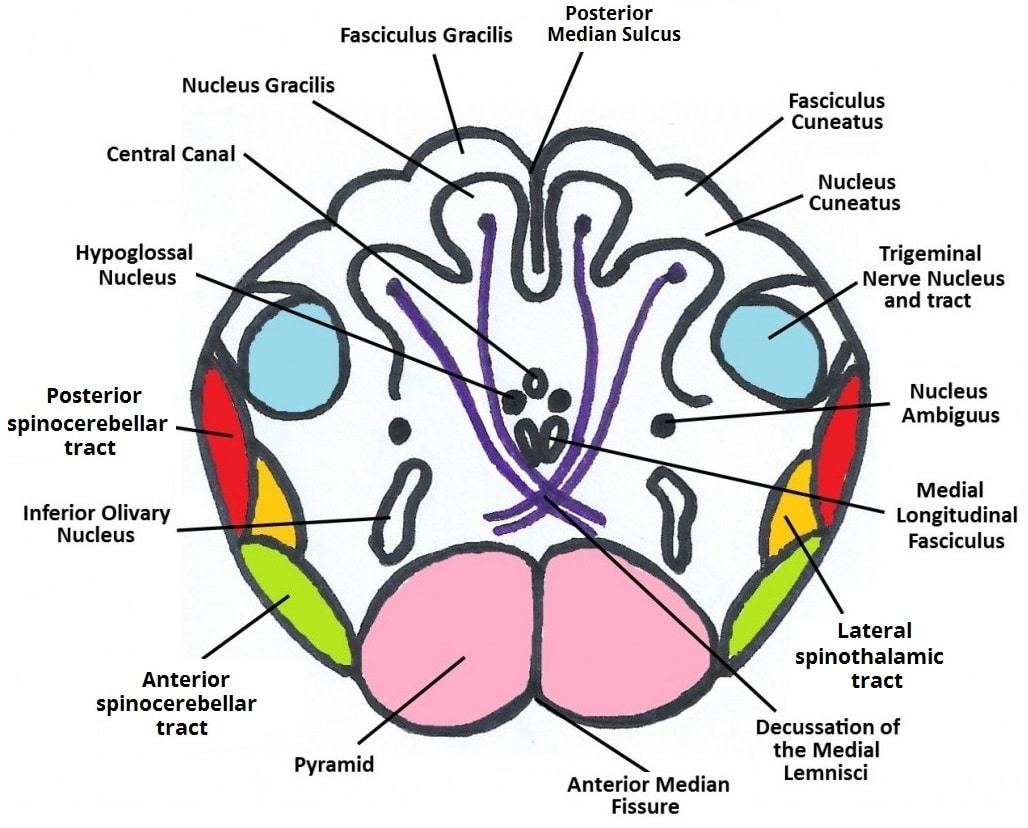 Posterior
Median Sulcus
Fasciculus Gracilis
Nucleus Gracilis
Fasciculus
Cuneatus
Central Canal
Nucleus
Cuneatus
Hypoglossal
Nucleus
Trigeminal
Nerve Nucleus
and tract
Posterior
spinocerebellar
tract
Nucleus
Ambiguus
Inferior Olivary
Nucleus
Medial
Longitudinal
Fasciculus
Lateral
spinothalamic
tract
Anterior
spinocerebellar
tract
Pyramid
Decussation of
the Medial
Lemnisci
Anterior Median
Fissure